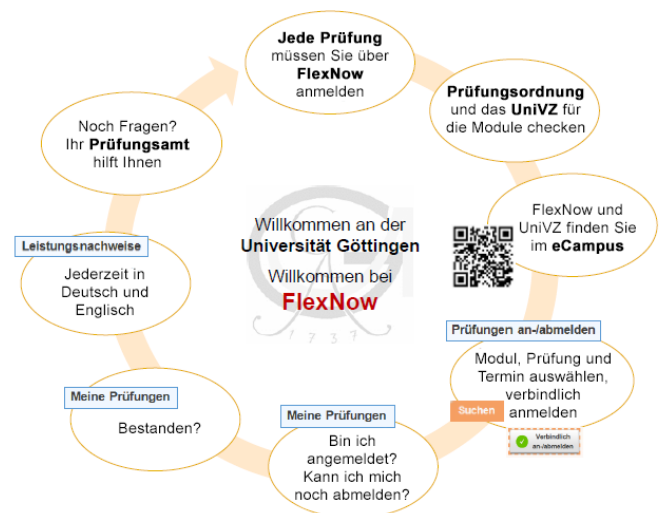 Jede Prüfung
müssen Sie über
FlexNow
anmelden
Prüfungsordnung
und das UniVZ für
die Module checken
FlexNow und
UniVZ finden Sie
im eCampus
Prüfungen an-/abmelden
Modul, Prüfung und
Termin auswählen,
verbindlich
anmelden
Suchen
Verbindlich
an-/abmelden
Meine Prüfungen
Bin ich
angemeldet?
Kann ich mich
noch abmelden?
Meine Prüfungen
Bestanden?
Leistungsnachweise
Jederzeit in
Deutsch und
Englisch
Noch Fragen?
Ihr Prüfungsamt
hilft Ihnen
Willkommen an der
Universität Göttingen
Willkommen bei
FlexNow
1737